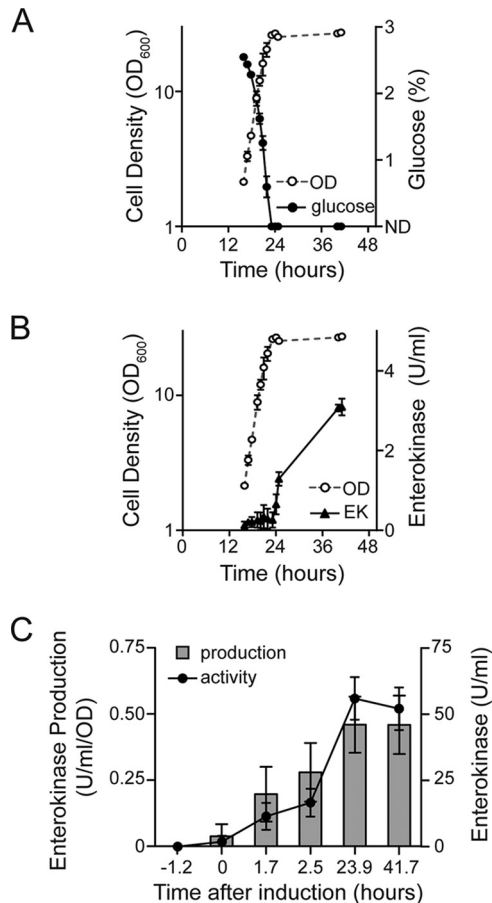 A
Cell Density (OD600)
10
1
3
2
1
ND
Glucose (%)
OD
glucose
0 12 24 36 48
Time (hours)
B
Cell Density (OD600)
10
1
4
2
0
Enterokinase (U/ml)
OD
EK
0 12 24 36 48
Time (hours)
C
Enterokinase Production
(U/ml/OD)
0.75
0.50
0.25
0
production
activity
75
50
25
0
Enterokinase (U/ml)
-1.2 0 1.7 2.5 23.9 41.7
Time after induction (hours)